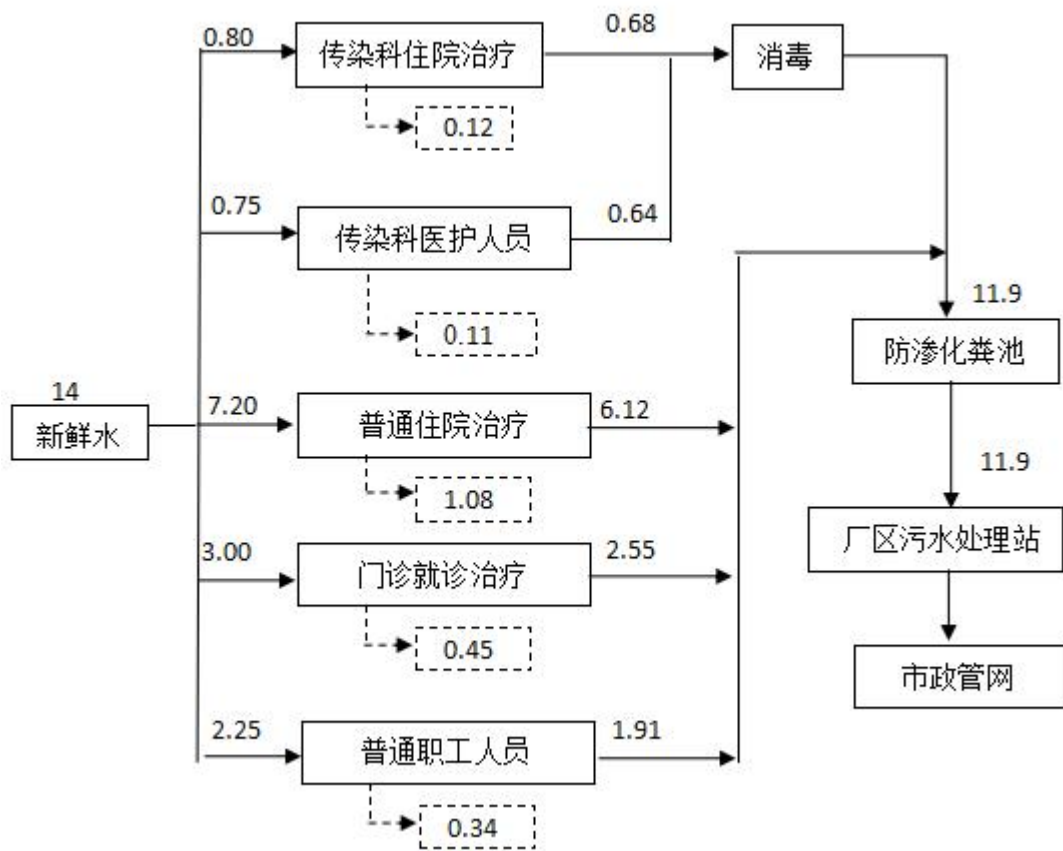 0.80
传染科住院治疗
0.68
消毒
0.12
0.75
传染科医护人员
0.64
0.11
11.9
防渗化粪池
14
新鲜水
7.20
普通住院治疗
6.12
1.08
11.9
厂区污水处理站
3.00
门诊就诊治疗
2.55
0.45
市政管网
2.25
普通职工人员
1.91
0.34